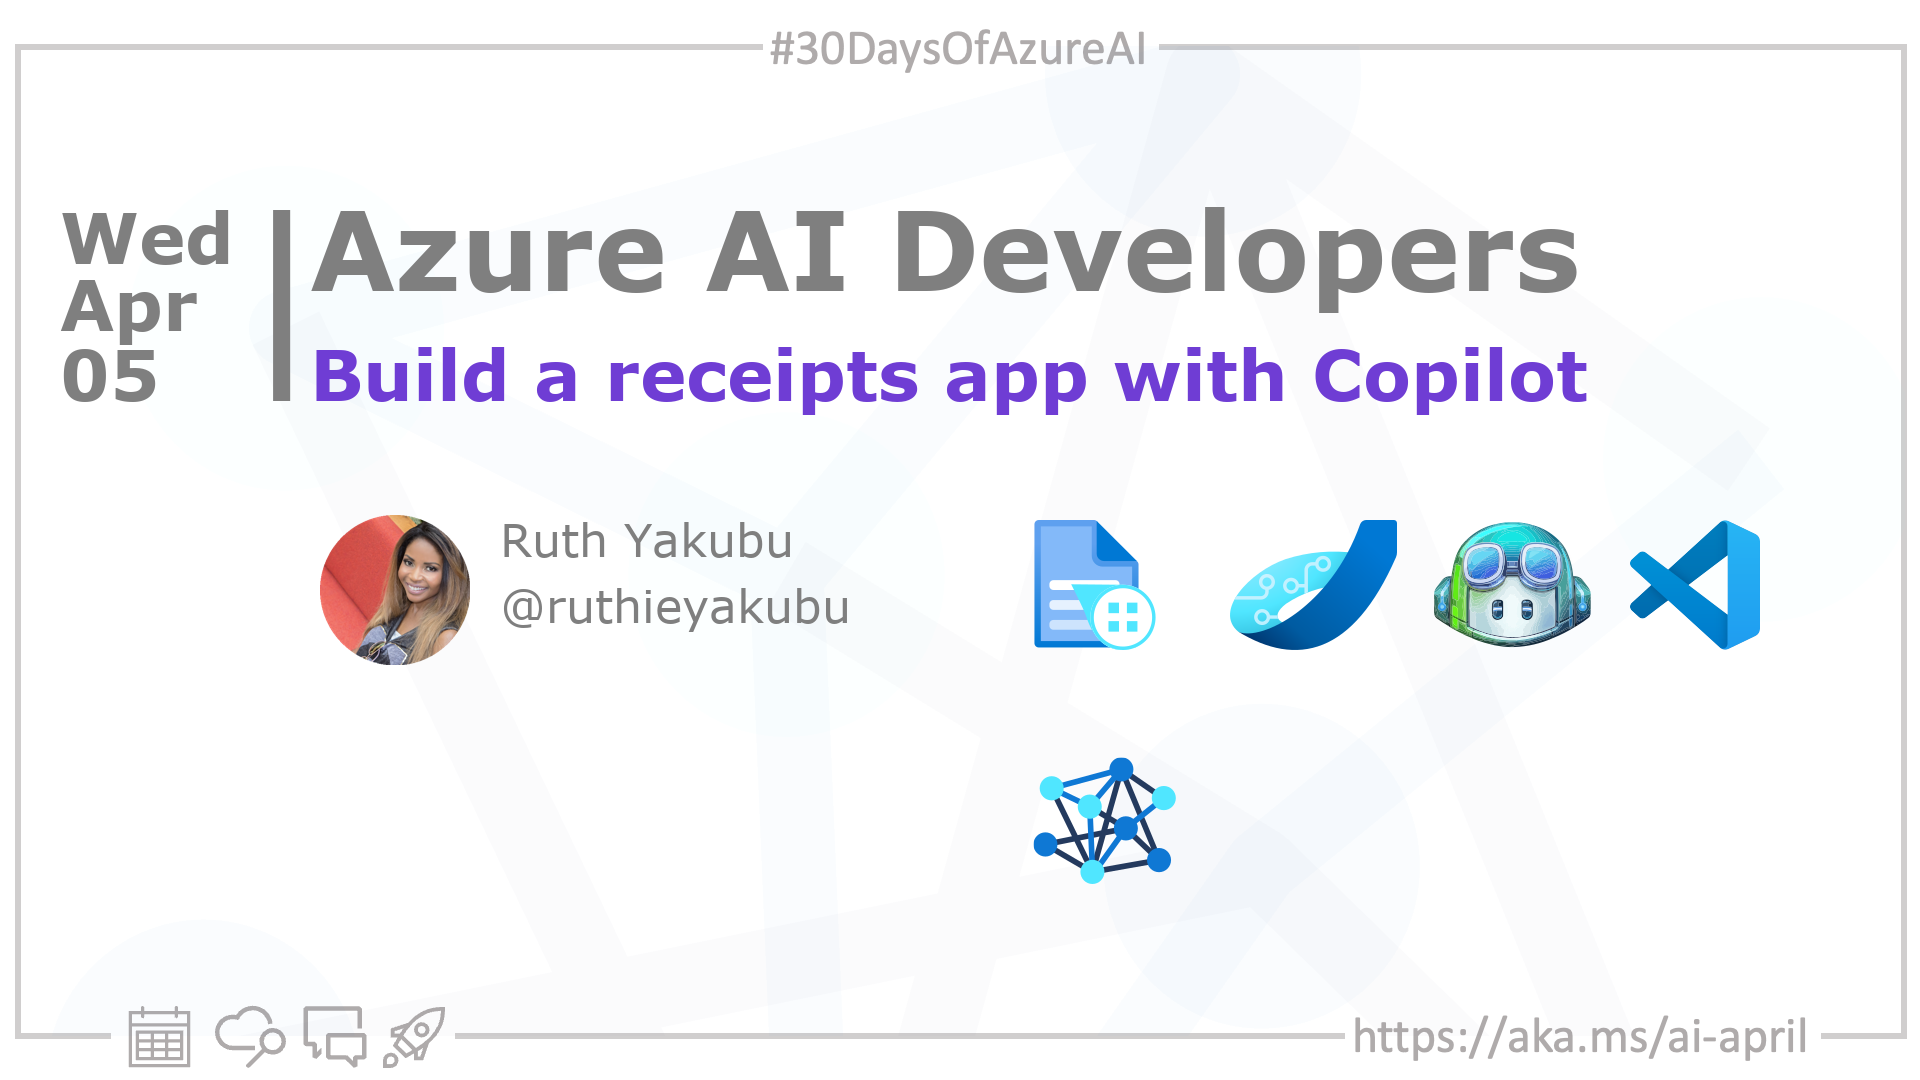 #30DaysOfAzureAI
Wed
Apr
05
Azure AI Developers
Build a receipts app with Copilot
Ruth Yakubu
@ruthieyakubu
https://aka.ms/ai-april